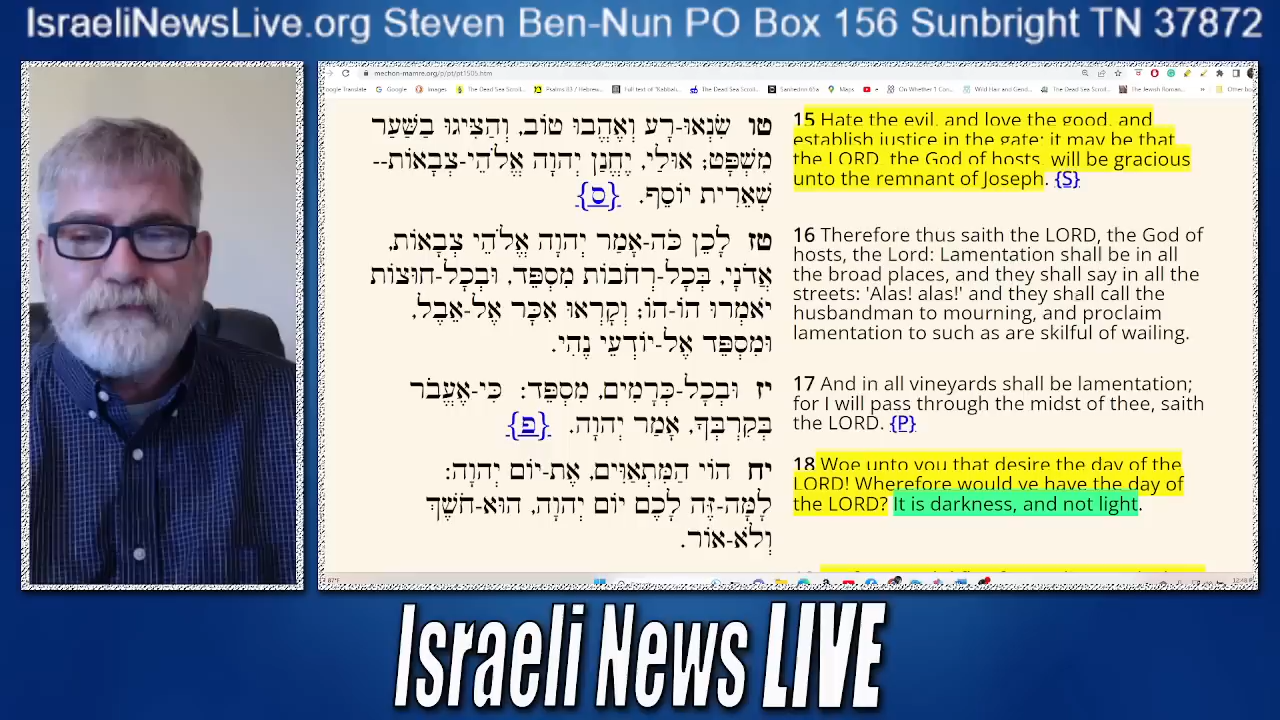 IsraeliNewsLive.org Steven Ben-Nun PO Box 156 Sunbright TN 37872
mechon-mamre.org/p/pt/pt1505.htm
טו שִׂנְאוּ-רָע וְאֶהֱבוּ טוֹב, וְהַצִּיגוּ בַשַּׁעַר
מִשְׁפָּט; אוּלַי, יֶחֱנַן יְהוָה אֱלֹהֵי-צְבָאוֹת--
שְׁאֵרִית יוֹסֵף. {ס}
טז לָכֵן כֹּה-אָמַר יְהוָה אֱלֹהֵי צְבָאוֹת,
אֲדֹנָי, בְּכָל-רְחֹבוֹת מִסְפֵּד, וּבְכָל-חוּצוֹת
יֹאמְרוּ הוֹ-הוֹ; וְקָרְאוּ אִכָּר אֶל-אֵבֶל,
וּמִסְפֵּד אֶל-יוֹדְעֵי נֶהִי.
יז וּבְכָל-כְּרָמִים, מִסְפֵּד: כִּי-אֶעֱבֹר
בְּקִרְבְּךָ, אָמַר יְהוָה. {פ}
יח הוֹי הַמִּתְאַוִּים, אֶת-יוֹם יְהוָה:
לָמָּה-זֶּה לָכֶם יוֹם יְהוָה, הוּא-חֹשֶׁךְ
וְלֹא-אוֹר.
15 Hate the evil, and love the good, and
establish justice in the gate; it may be that
the LORD, the God of hosts, will be gracious
unto the remnant of Joseph. {S}
16 Therefore thus saith the LORD, the God of
hosts, the Lord: Lamentation shall be in all
the broad places, and they shall say in all the
streets: 'Alas! alas!' and they shall call the
husbandman to mourning, and proclaim
lamentation to such as are skilful of wailing.
17 And in all vineyards shall be lamentation;
for I will pass through the midst of thee, saith
the LORD. {P}
18 Woe unto you that desire the day of the
LORD! Wherefore would ye have the day of
the LORD? It is darkness, and not light.
Israeli News LIVE